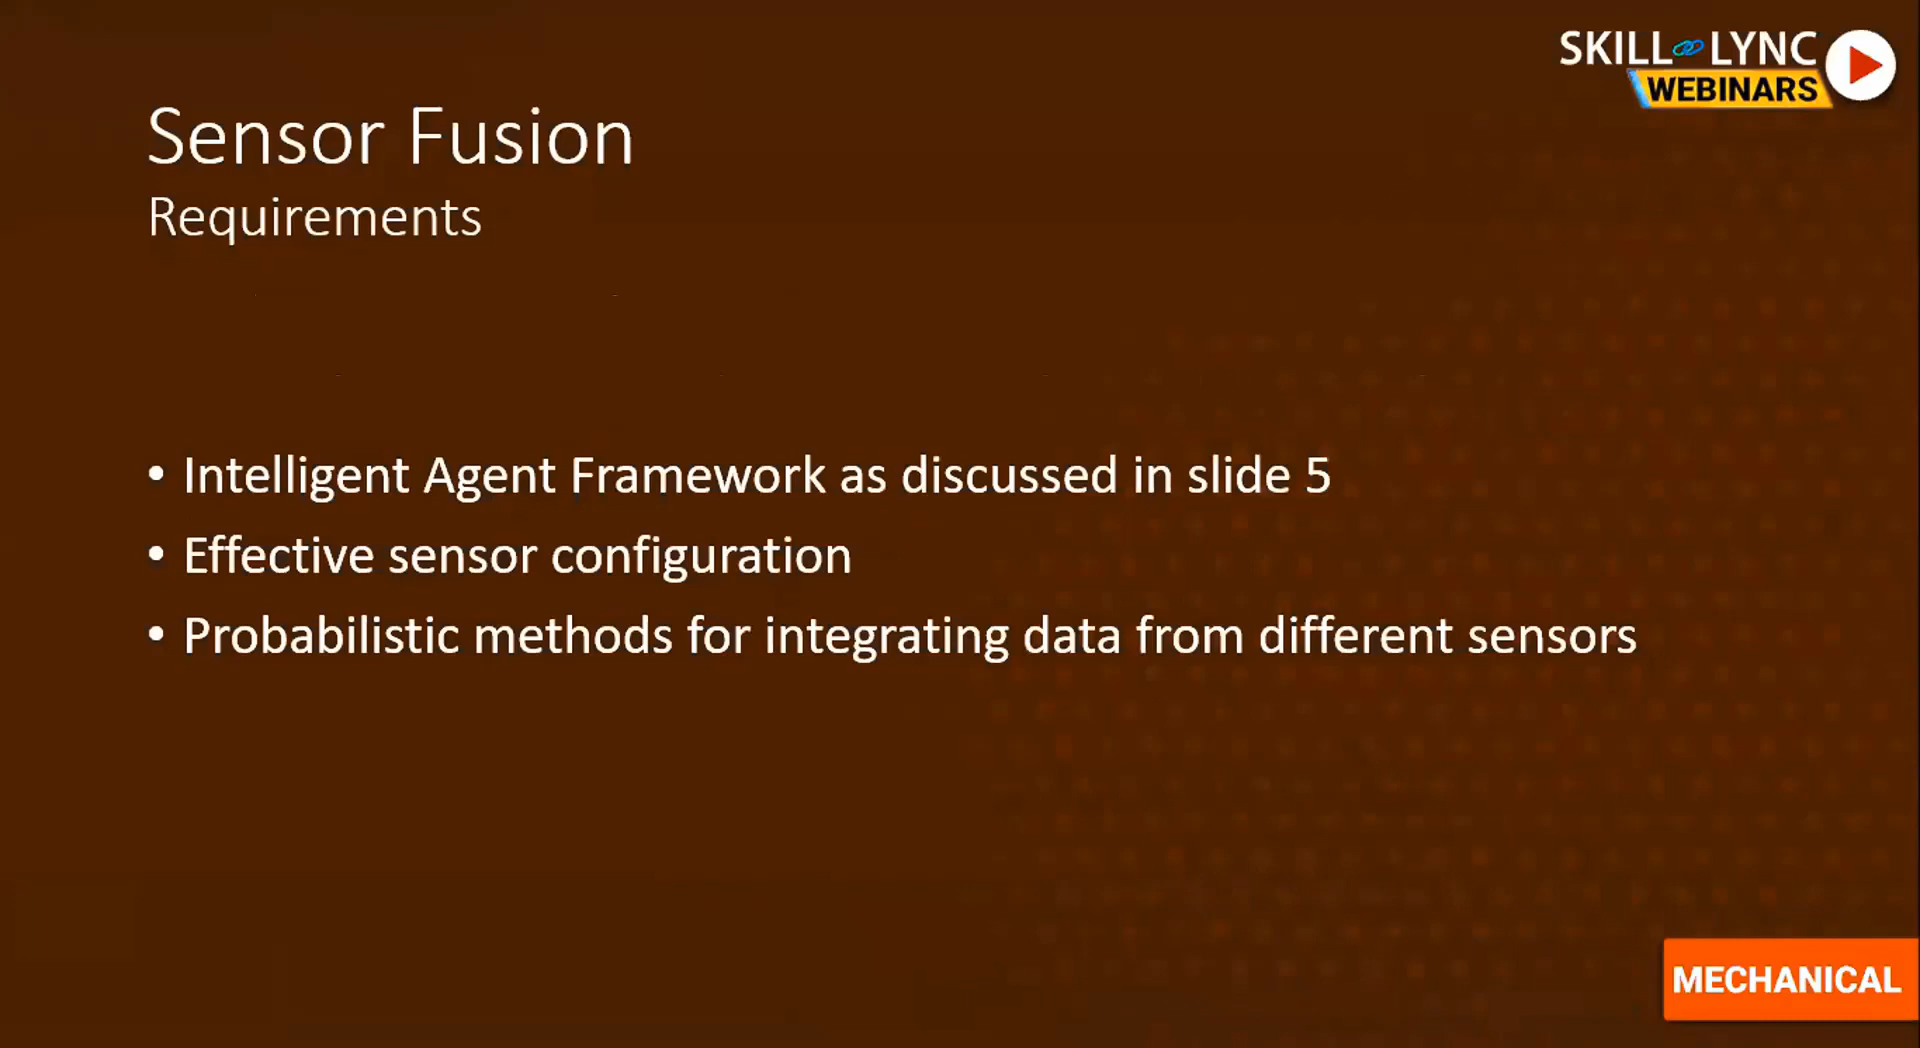 SKILL LYNC
WEBINARS
Sensor Fusion
Requirements
• Intelligent Agent Framework as discussed in slide 5
• Effective sensor configuration
• Probabilistic methods for integrating data from different sensors
MECHANICAL